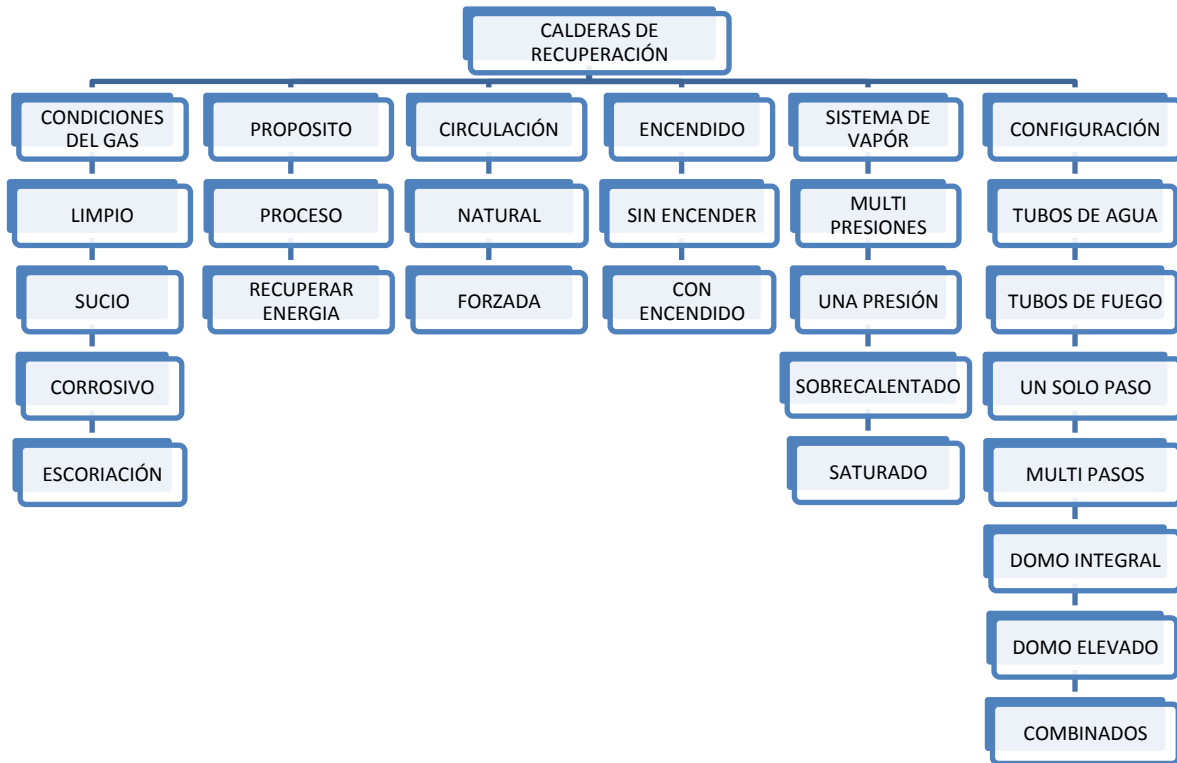 CALDERAS DE
RECUPERACIÓN
CONDICIONES
DEL GAS
LIMPIO
SUCIO
CORROSIVO
ESCORIACIÓN
PROPOSITO
PROCESO
RECUPERAR
ENERGIA
CIRCULACIÓN
NATURAL
FORZADA
ENCENDIDO
SIN ENCENDER
CON
ENCENDIDO
SISTEMA DE
VAPÓR
MULTI
PRESIONES
UNA PRESIÓN
SOBRECALENTADO
SATURADO
CONFIGURACIÓN
TUBOS DE AGUA
TUBOS DE FUEGO
UN SOLO PASO
MULTI PASOS
DOMO INTEGRAL
DOMO ELEVADO
COMBINADOS